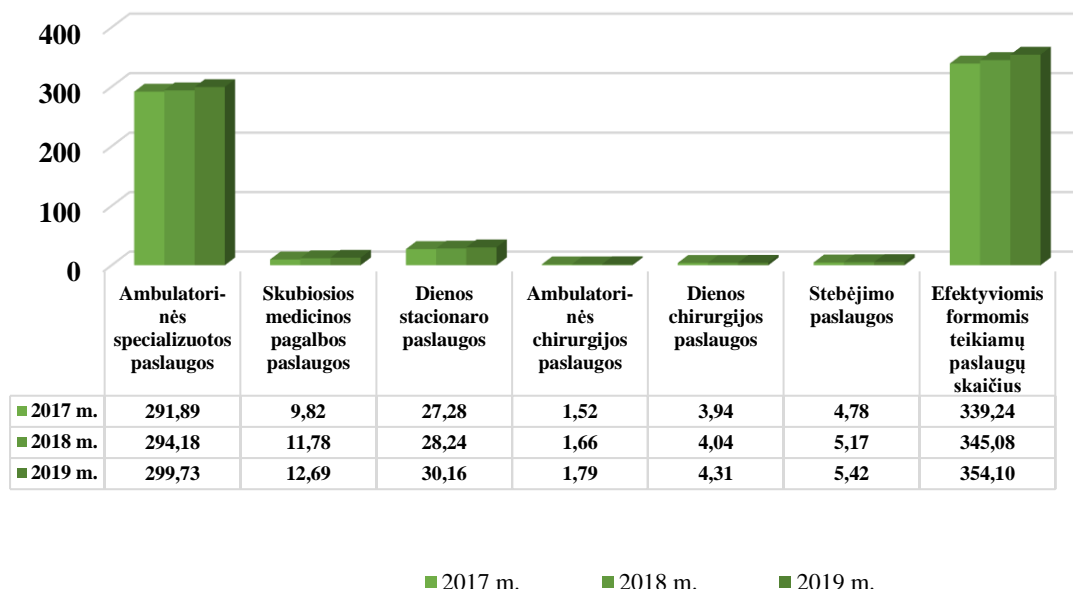 400
300
200
100
0
Ambulatori-
nės
specializuotos
paslaugos
Skubiosios
medicinos
pagalbos
paslaugos
Dienos
stacionaro
paslaugos
Ambulatori-
nės
chirurgijos
paslaugos
Dienos
chirurgijos
paslaugos
Stebėjimo
paslaugos
Efektyviomis
formomis
teikiamų
paslaugų
skaičius
2017 m. 291,89 9,82 27,28 1,52 3,94 4,78 339,24
2018 m. 294,18 11,78 28,24 1,66 4,04 5,17 345,08
2019 m. 299,73 12,69 30,16 1,79 4,31 5,42 354,10
2017 m. 2018 m. 2019 m.